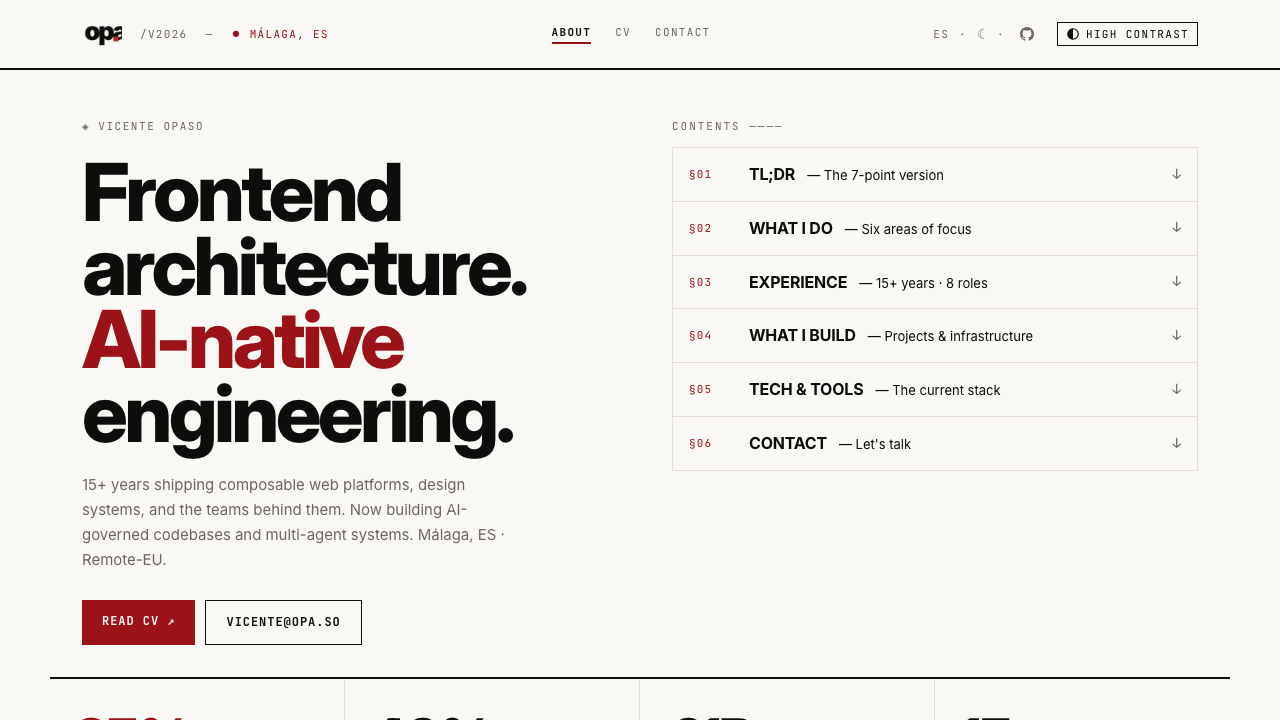 opa
/V2026 — ● MÁLAGA, ES
ABOUT CV CONTACT
ES · ☾ ·
HIGH CONTRAST
◈ VICENTE OPASO
Frontend
architecture.
AI-native
engineering.
15+ years shipping composable web platforms, design
systems, and the teams behind them. Now building AI-
governed codebases and multi-agent systems. Málaga, ES ·
Remote-EU.
READ CV ↗
VICENTE@OPA.SO
CONTENTS ————
§01 TL;DR — The 7-point version ↓
§02 WHAT I DO — Six areas of focus ↓
§03 EXPERIENCE — 15+ years · 8 roles ↓
§04 WHAT I BUILD — Projects & infrastructure ↓
§05 TECH & TOOLS — The current stack ↓
§06 CONTACT — Let's talk ↓